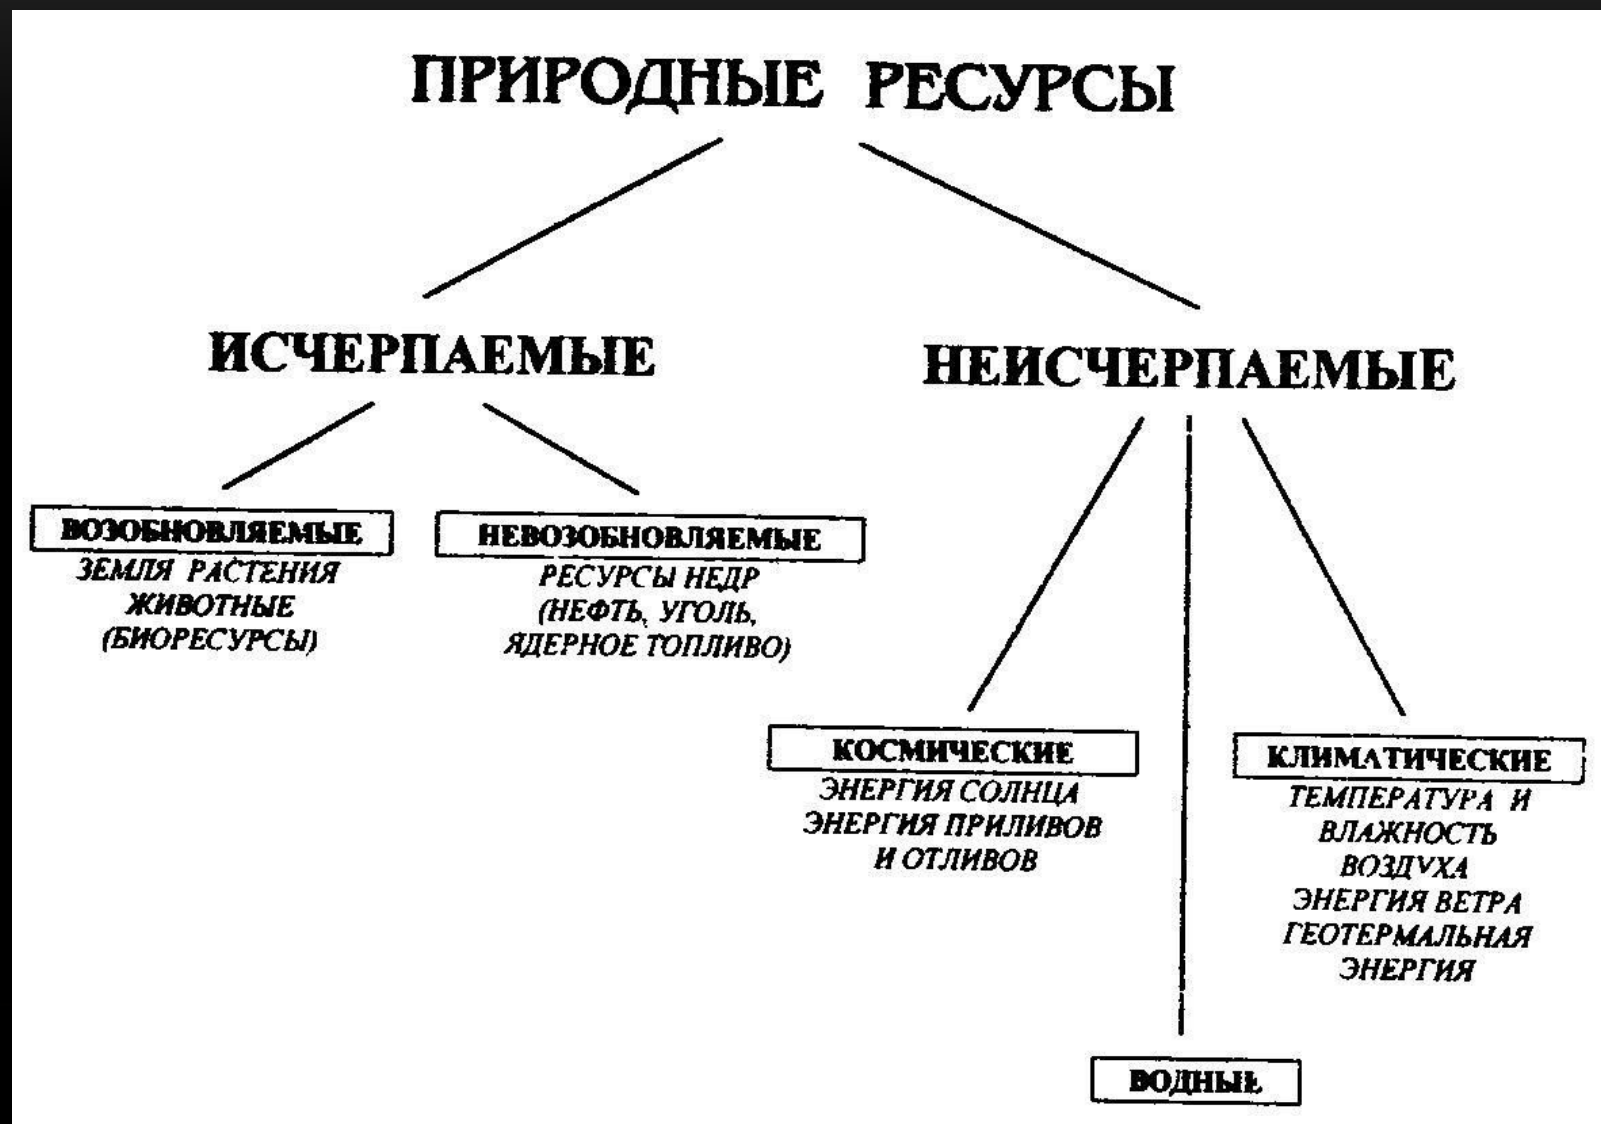 ПРИРОДНЫЕ РЕСУРСЫ
ИСЧЕРПАЕМЫЕ
НЕИСЧЕРПАЕМЫЕ
ВОЗОБНОВЛЯЕМЫЕ
ЗЕМЛЯ РАСТЕНИЯ
ЖИВОТНЫЕ
(БИОРЕСУРСЫ)
НЕВОЗОБНОВЛЯЕМЫЕ
РЕСУРСЫ НЕДР
(НЕФТЬ, УГОЛЬ,
ЯДЕРНОЕ ТОПЛИВО)
КОСМИЧЕСКИЕ
ЭНЕРГИЯ СОЛНЦА
ЭНЕРГИЯ ПРИЛИВОВ
И ОТЛИВОВ
КЛИМАТИЧЕСКИЕ
ТЕМПЕРАТУРА И
ВЛАЖНОСТЬ
ВОЗДУХА
ЭНЕРГИЯ ВЕТРА
ГЕОТЕРМАЛЬНАЯ
ЭНЕРГИЯ
ВОДНЫЕ